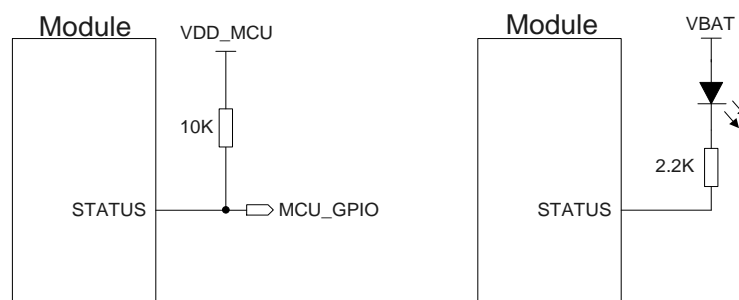 Module
VDD_MCU
10K
STATUS
MCU_GPIO
Module
VBAT
2.2K
STATUS